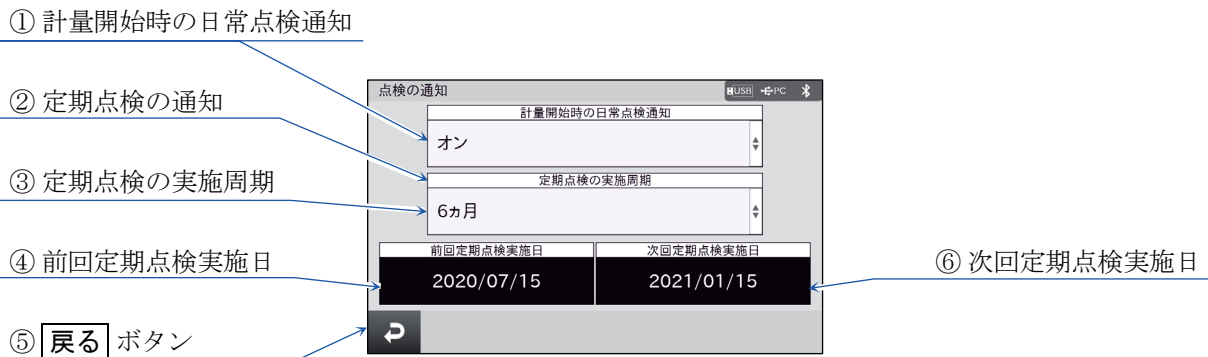 ① 計量開始時の日常点検通知
② 定期点検の通知
③ 定期点検の実施周期
④ 前回定期点検実施日
⑤ 戻る ボタン
点検の通知
USB PC
計量開始時の日常点検通知
オン
定期点検の実施周期
6ヵ月
前回定期点検実施日
次回定期点検実施日
2020/07/15
2021/01/15
⑥ 次回定期点検実施日